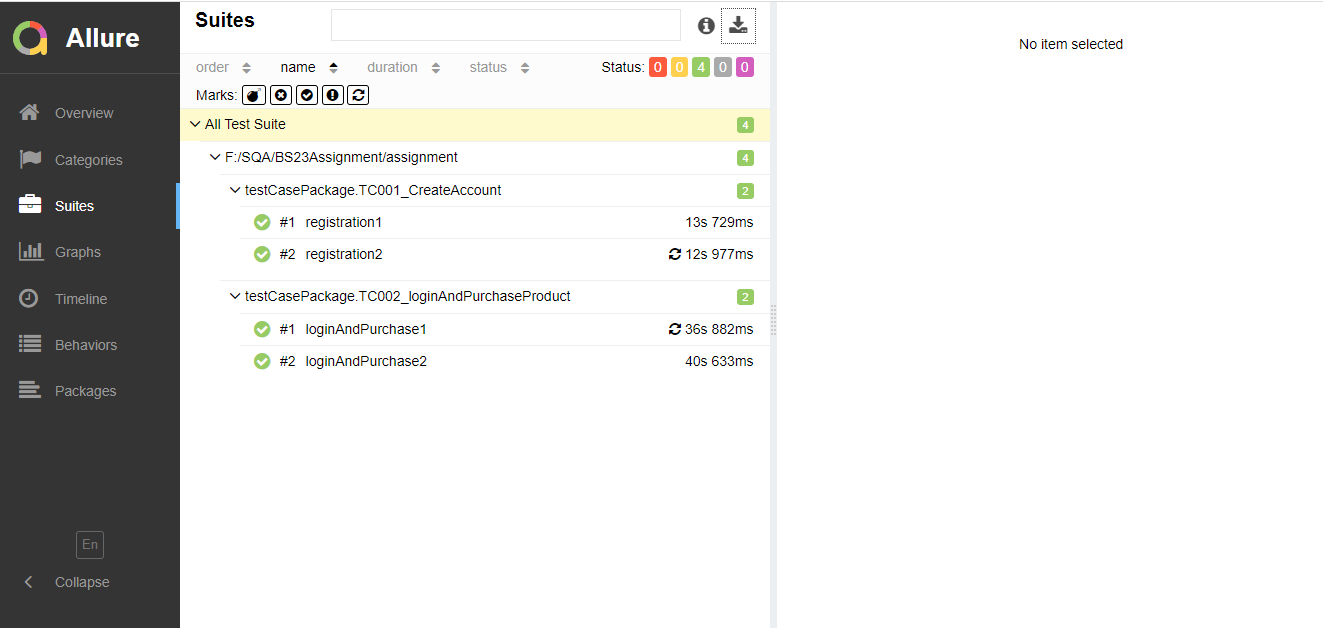 Allure
Overview
Categories
Suites
Graphs
Timeline
Behaviors
Packages
En
Collapse
Suites
order name duration status Status: 0 0 4 0 0
Marks:
All Test Suite 4
F:/SQA/BS23Assignment/assignment 4
testCasePackage.TC001_CreateAccount 2
#1 registration1 13s 729ms
#2 registration2 12s 977ms
testCasePackage.TC002_loginAndPurchaseProduct 2
#1 loginAndPurchase1 36s 882ms
#2 loginAndPurchase2 40s 633ms
No item selected